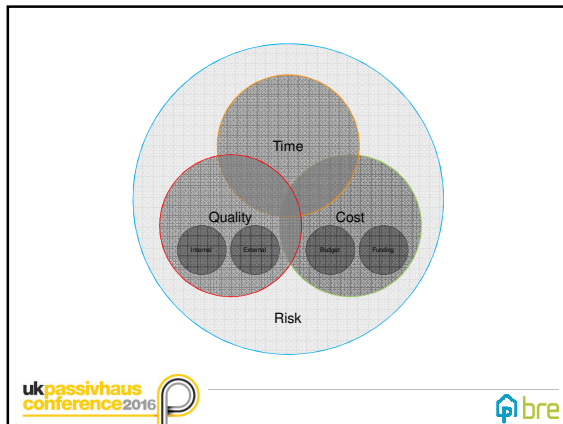 Time
Quality
Cost
Internal
External
Budget
Funding
Risk
ukpassivhaus
conference2016
bre